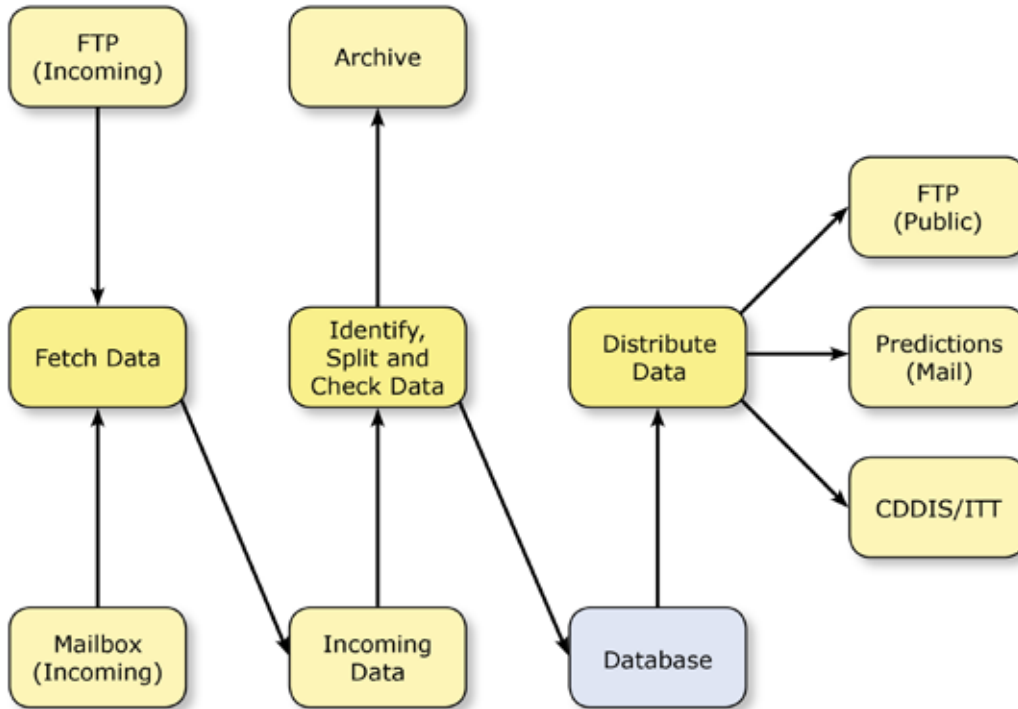 FTP
(Incoming)
Archive
FTP
(Public)
Fetch Data
Identify,
Split and
Check Data
Distribute
Data
Predictions
(Mail)
CDDIS/ITT
Mailbox
(Incoming)
Incoming
Data
Database